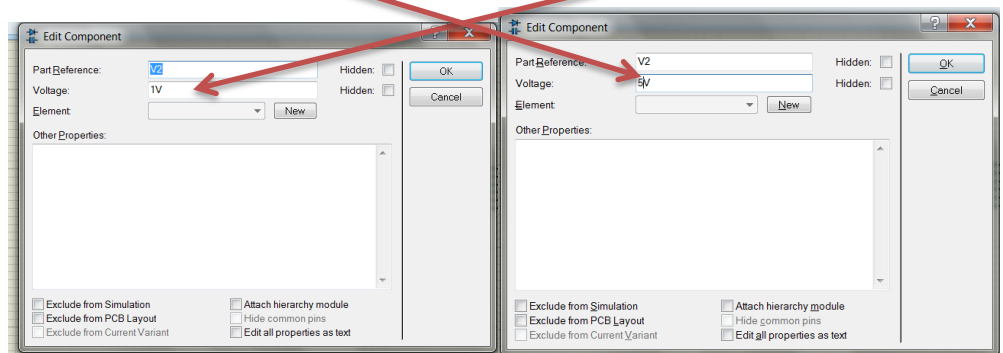 Edit Component
Part Reference: V2 Hidden: OK
Voltage: 1V Hidden: Cancel
Element: New
Other Properties:
Exclude from Simulation Attach hierarchy module
Exclude from PCB Layout Hide common pins
Exclude from Current Variant Edit all properties as text
Edit Component ? X
Part Reference: V2 Hidden: OK
Voltage: 5V Hidden: Cancel
Element: New
Other Properties:
Exclude from Simulation Attach hierarchy module
Exclude from PCB Layout Hide common pins
Exclude from Current Variant Edit all properties as text